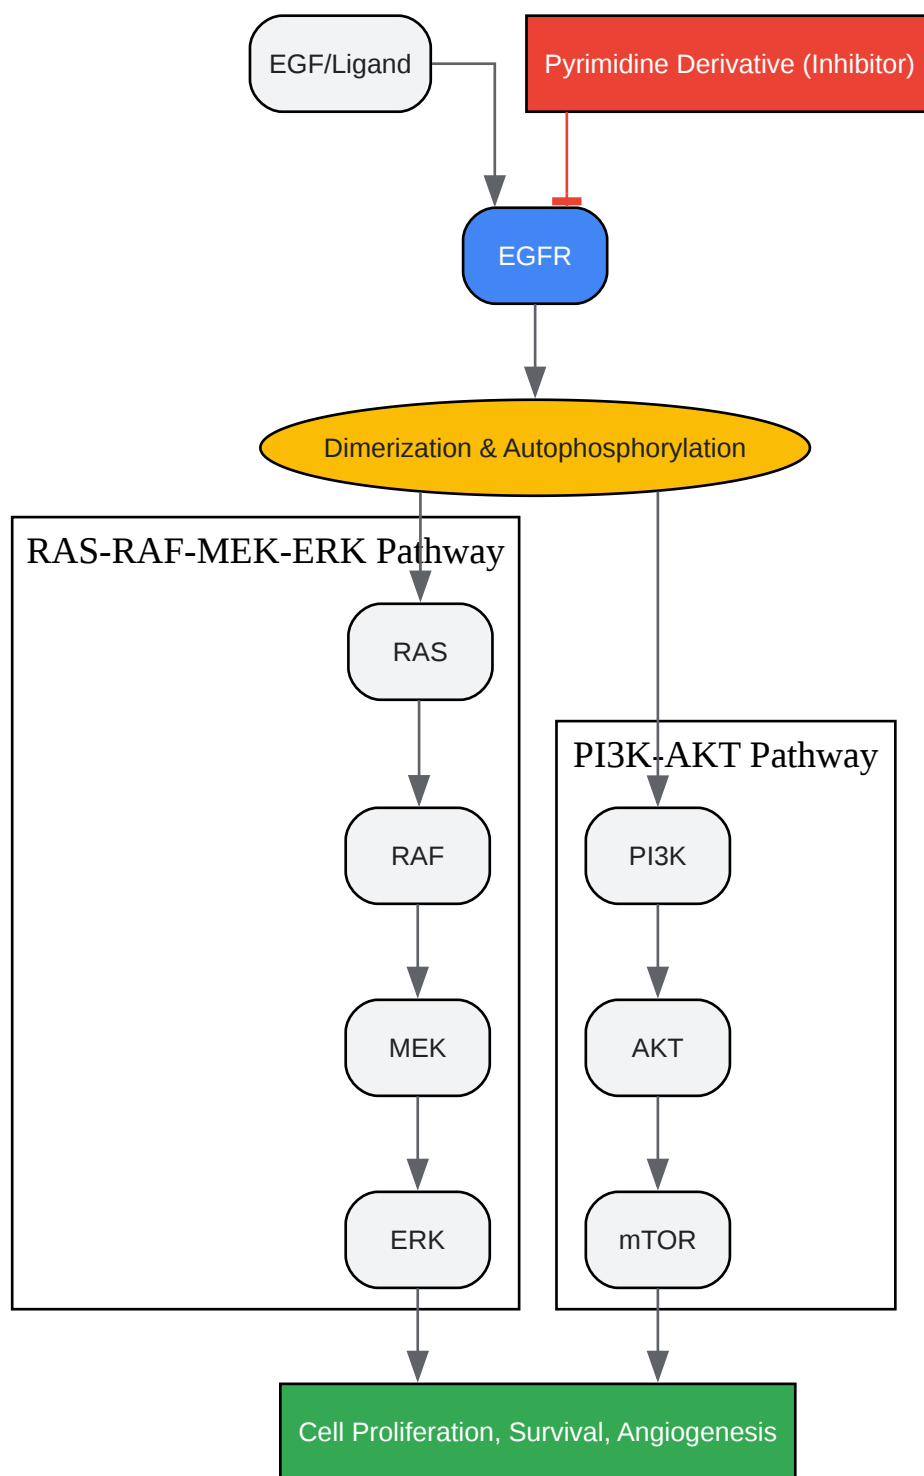 EGF/Ligand
Pyrimidine Derivative (Inhibitor)
EGFR
Dimerization & Autophosphorylation
RAS-RAF-MEK-ERK Pathway
RAS
RAF
MEK
ERK
PI3K-AKT Pathway
PI3K
AKT
mTOR
Cell Proliferation, Survival, Angiogenesis